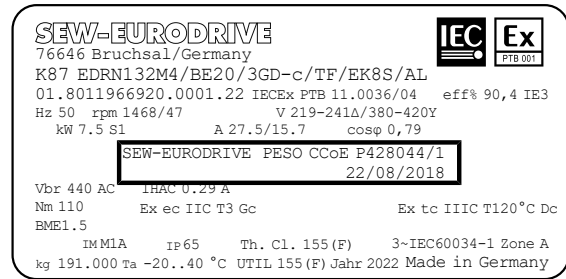 SEW-EURODRIVE
IEC Ex
76646 Bruchsal/Germany
PTB 001
K87 EDRN132M4/BE20/3GD-c/TF/EK8S/AL
01.8011966920.0001.22 IECEx PTB 11.0036/04 eff% 90,4 IE3
Hz 50 rpm 1468/47 V 219-241Δ/380-420Y
kW 7.5 S1 A 27.5/15.7 cosφ 0,79
SEW-EURODRIVE PESO CCoE P428044/1
22/08/2018
Vbr 440 AC IHAC 0.29 A
Nm 110 Ex ec IIC T3 Gc Ex tc IIIC T120°C Dc
BME1.5
IM M1A IP 65 Th. Cl. 155(F) 3~IEC60034-1 Zone A
kg 191.000 Ta -20..40 °C UTIL 155(F) Jahr 2022 Made in Germany